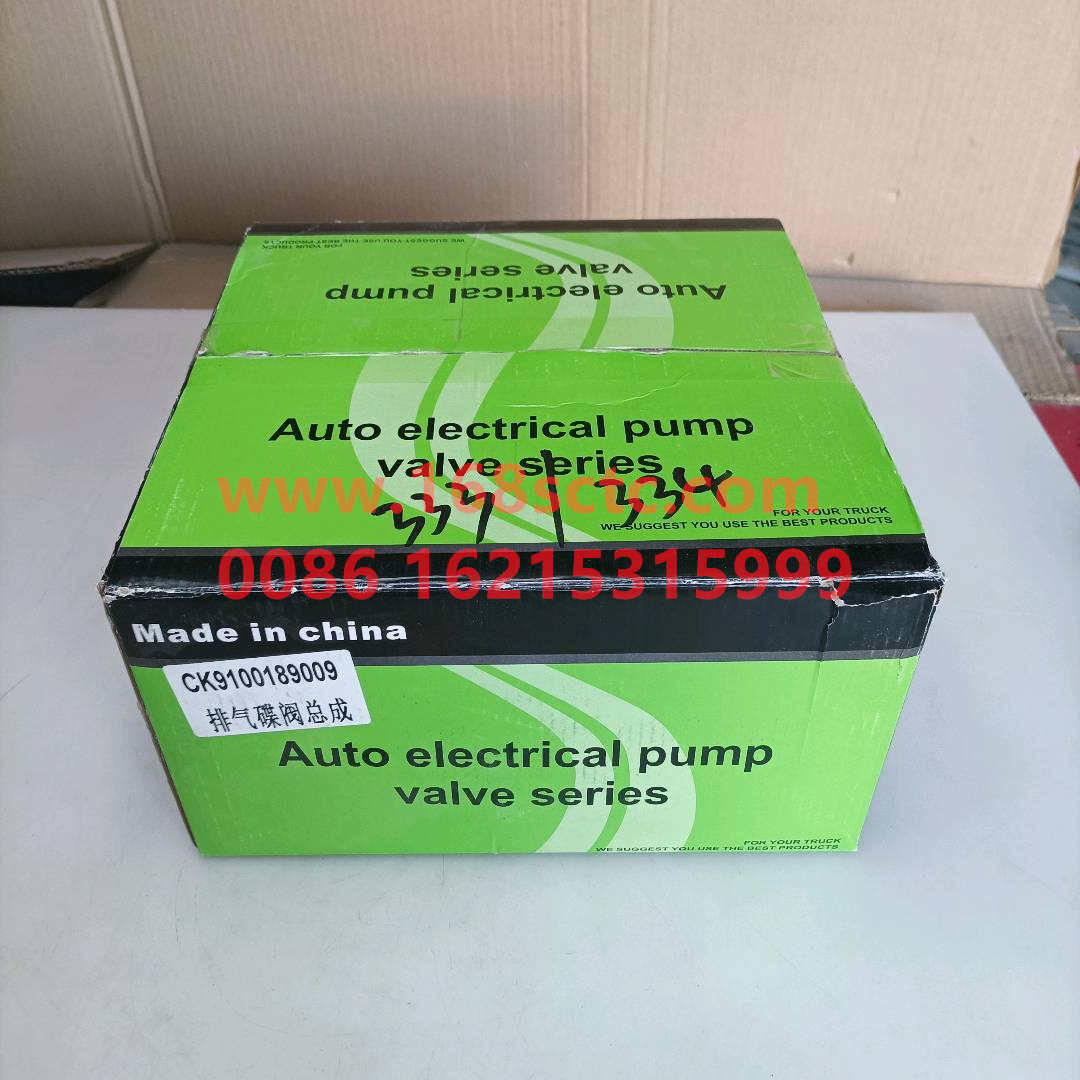 FOR YOUR TRUCK
WE SUGGEST YOU USE THE BEST PRODUCTS
Auto electrical pump
valve series
Auto electrical pump
valve series
www.168sctc.com
334
FOR YOUR TRUCK
WE SUGGEST YOU USE THE BEST PRODUCTS
0086 16215315999
Made in china
CK9100189009
排气碟阀总成
Auto electrical pump
valve series
FOR YOUR TRUCK
WE SUGGEST YOU USE THE BEST PRODUCTS